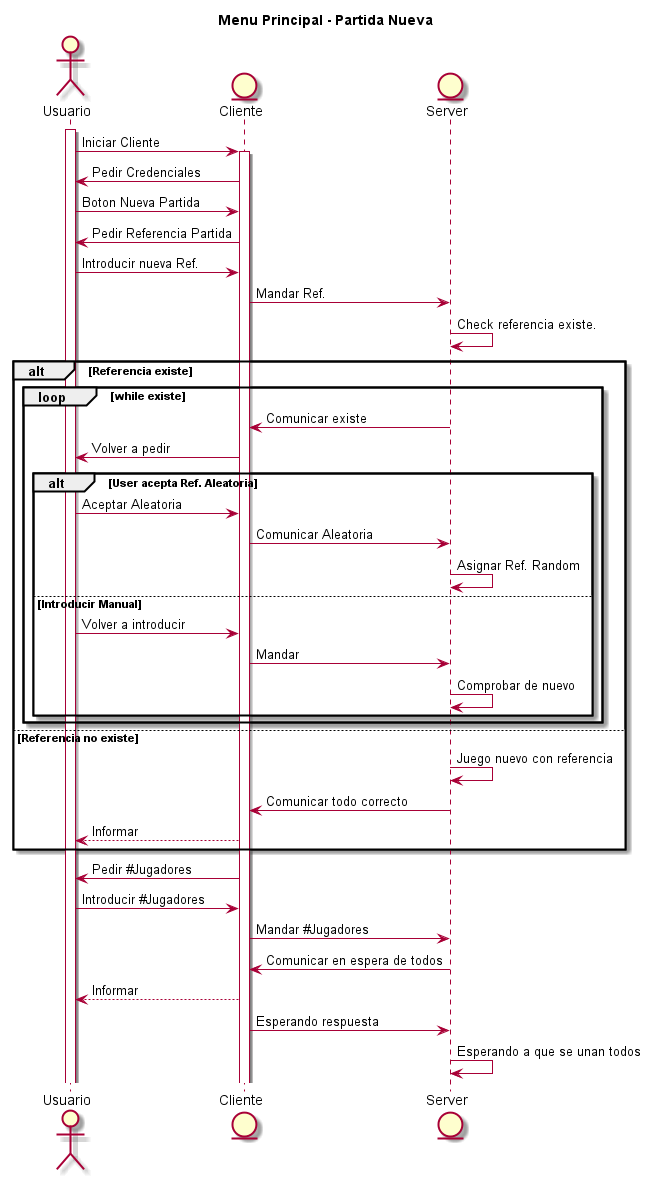 Menu Principal - Partida Nueva
Usuario
Cliente
Server
Iniciar Cliente
Pedir Credenciales
Boton Nueva Partida
Pedir Referencia Partida
Introducir nueva Ref.
Mandar Ref.
Check referencia existe.
alt [Referencia existe]
loop [while existe]
Comunicar existe
Volver a pedir
alt [User acepta Ref. Aleatoria]
Aceptar Aleatoria
Comunicar Aleatoria
Asignar Ref. Random
[Introducir Manual]
Volver a introducir
Mandar
Comprobar de nuevo
[Referencia no existe]
Juego nuevo con referencia
Comunicar todo correcto
Informar
Pedir #Jugadores
Introducir #Jugadores
Mandar #Jugadores
Comunicar en espera de todos
Informar
Esperando respuesta
Esperando a que se unan todos
Usuario
Cliente
Server